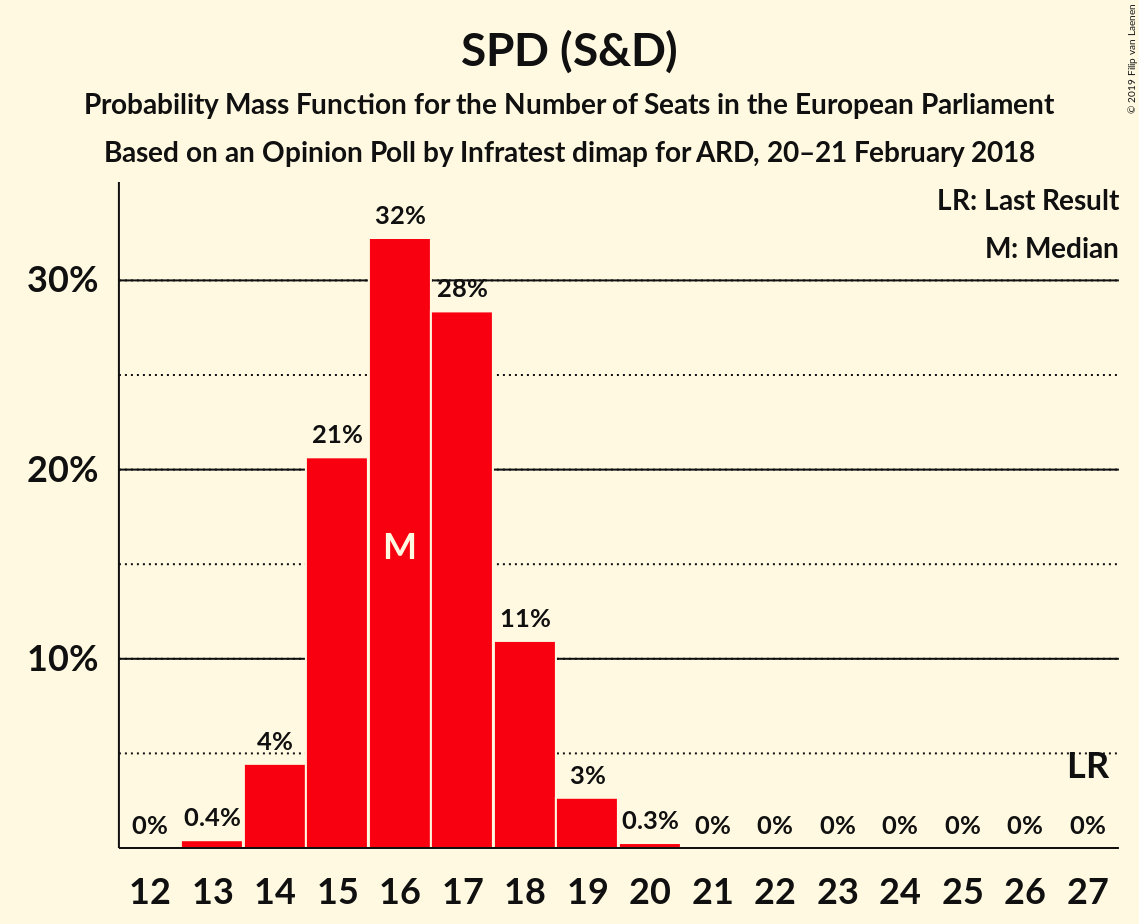 SPD (S&D)
Probability Mass Function for the Number of Seats in the European Parliament
Based on an Opinion Poll by Infratest dimap for ARD, 20–21 February 2018
© 2019 Filip van Laenen
LR: Last Result
M: Median
30%
20%
10%
0%
0.4%
4%
21%
32%
28%
11%
3%
0.3%
0%
0%
0%
0%
0%
0%
0%
M
LR
12 13 14 15 16 17 18 19 20 21 22 23 24 25 26 27